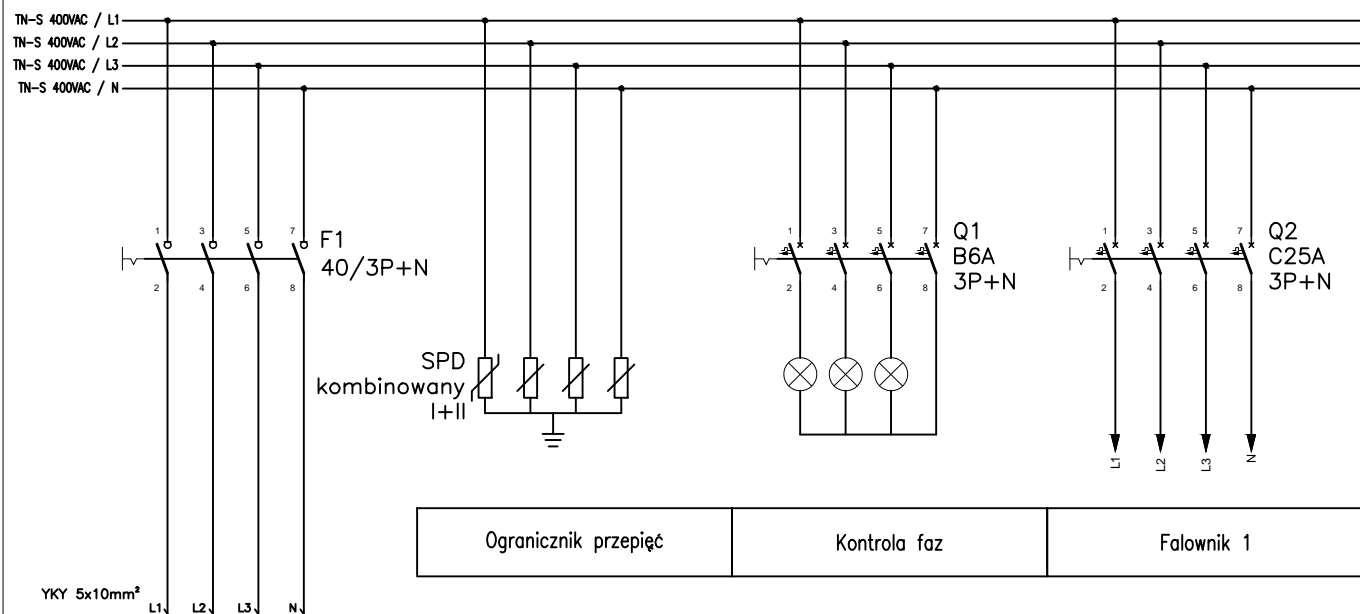 TN-S 400VAC / L1
TN-S 400VAC / L2
TN-S 400VAC / L3
TN-S 400VAC / N
1 3 5 7
F1
40/3P+N
2 4 6 8
1 3 5 7
Q1
B6A
3P+N
2 4 6 8
1 3 5 7
Q2
C25A
3P+N
2 4 6 8
SPD
kombinowany
I+II
L1 L2 L3 N
Ogranicznik przepięć
Kontrola faz
Falownik 1
YKY 5x10mm²
L1 L2 L3 N